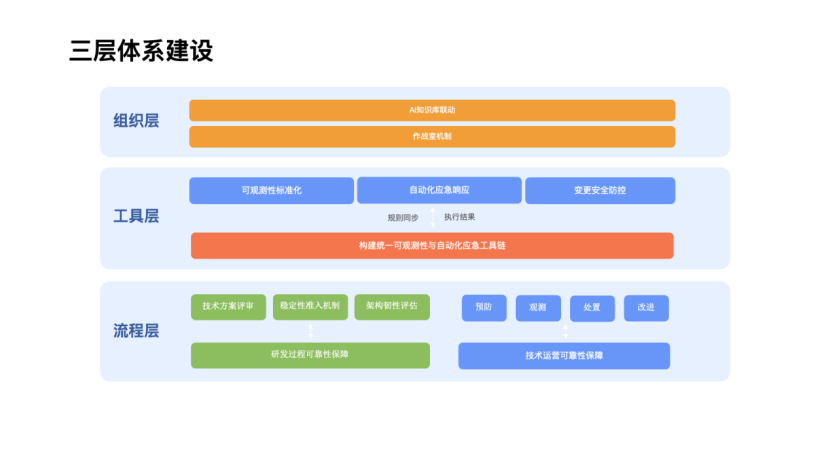 三层体系建设
组织层
AI知识库联动
作战室机制
工具层
可观测性标准化
自动化应急响应
变更安全防控
规则同步
执行结果
构建统一可观测性与自动化应急工具链
流程层
技术方案评审
稳定性准入机制
架构韧性评估
预防
观测
处置
改进
研发过程可靠性保障
技术运营可靠性保障